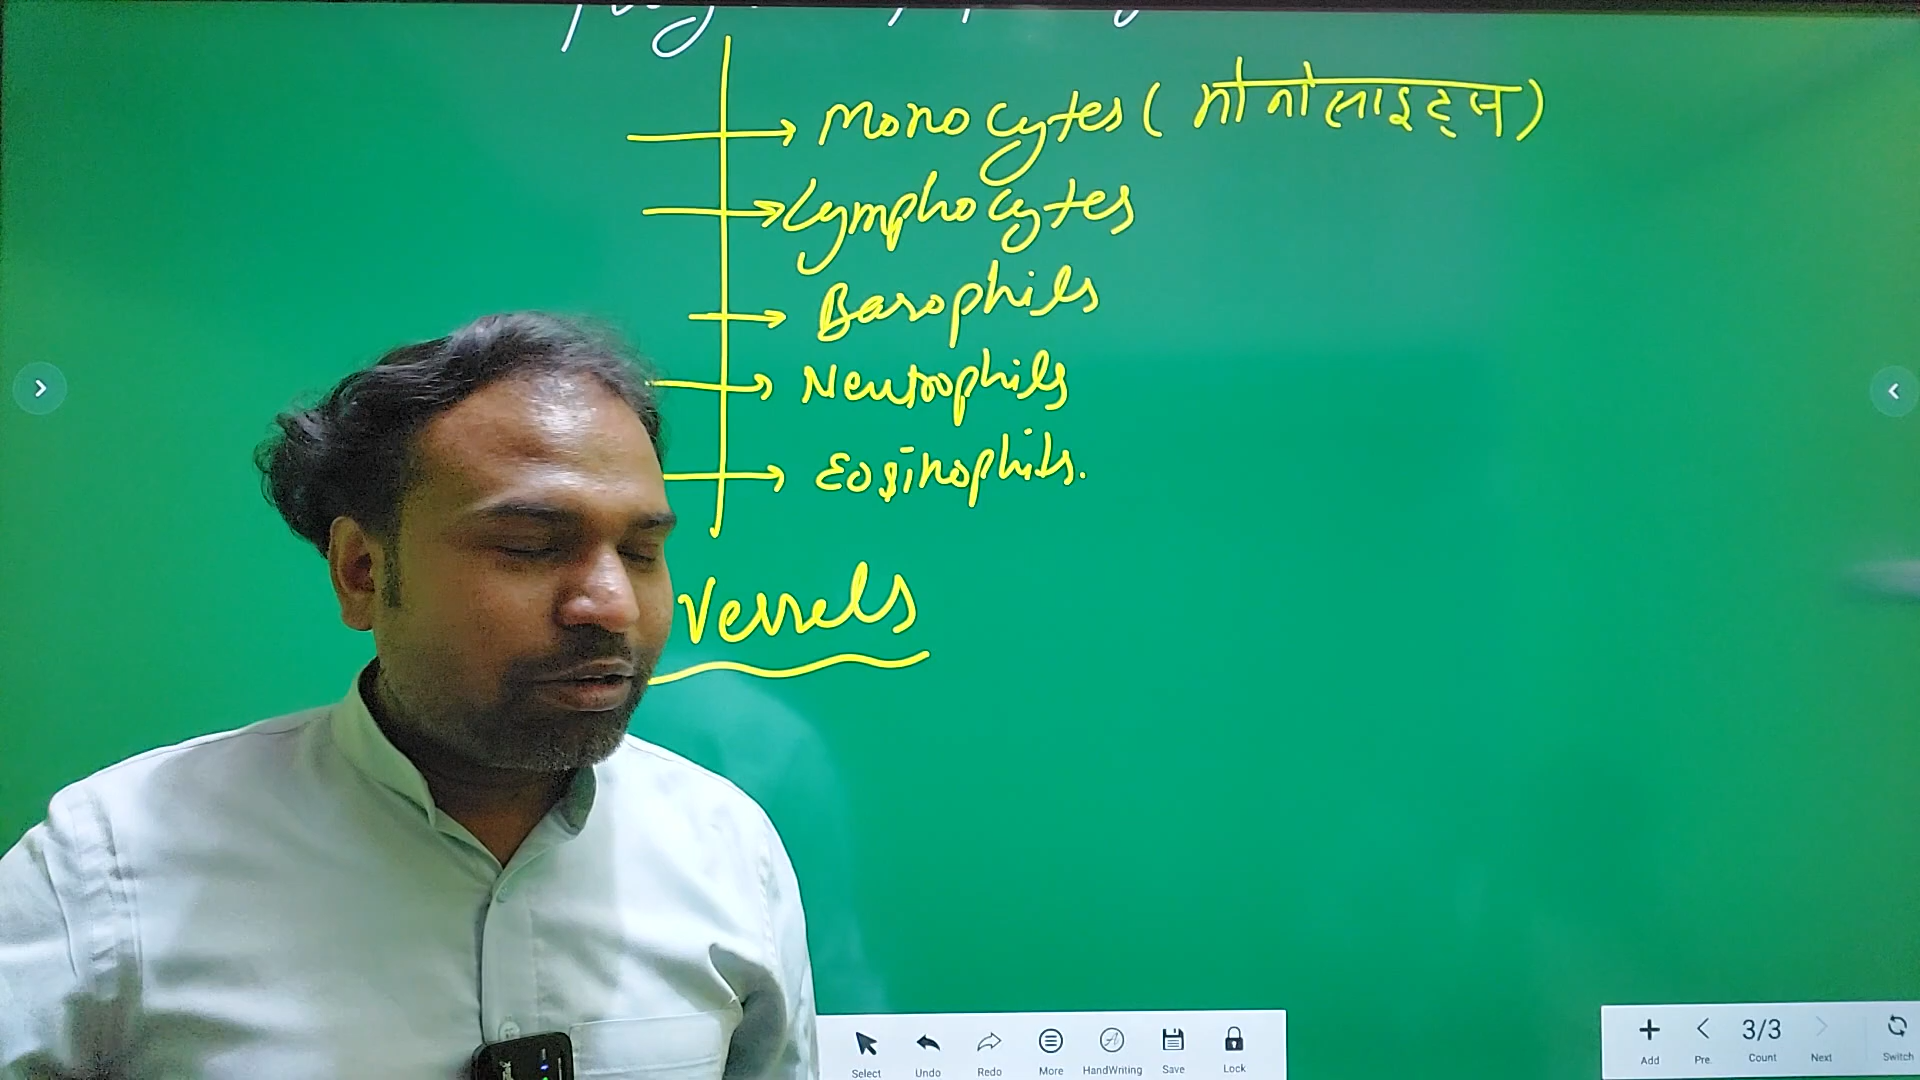 Monocytes ( मोनोसाइट्स )
Lymphocytes
Basophils
Neutrophils
Eosinophils.
Vessels
Select Undo Redo More HandWriting Save Lock
3/3
Add Pre. Count Next Switch